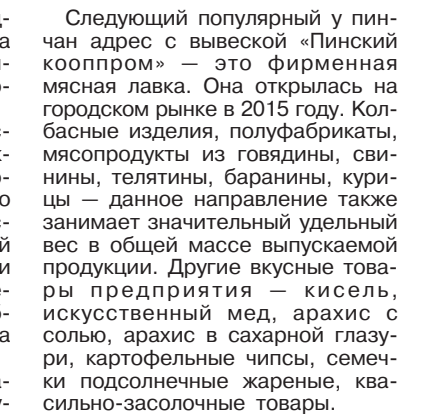 Следующий популярный у пин-
чан адрес с вывеской «Пинский
кооппром» — это фирменная
мясная лавка. Она открылась на
городском рынке в 2015 году. Кол-
басные изделия, полуфабрикаты,
мясопродукты из говядины, сви-
нины, телятины, баранины, кури-
цы — данное направление также
занимает значительный удельный
вес в общей массе выпускаемой
продукции. Другие вкусные това-
ры предприятия — кисель,
искусственный мед, арахис с
солью, арахис в сахарной глазу-
ри, картофельные чипсы, семеч-
ки подсолнечные жареные, ква-
сильно-засолочные товары.